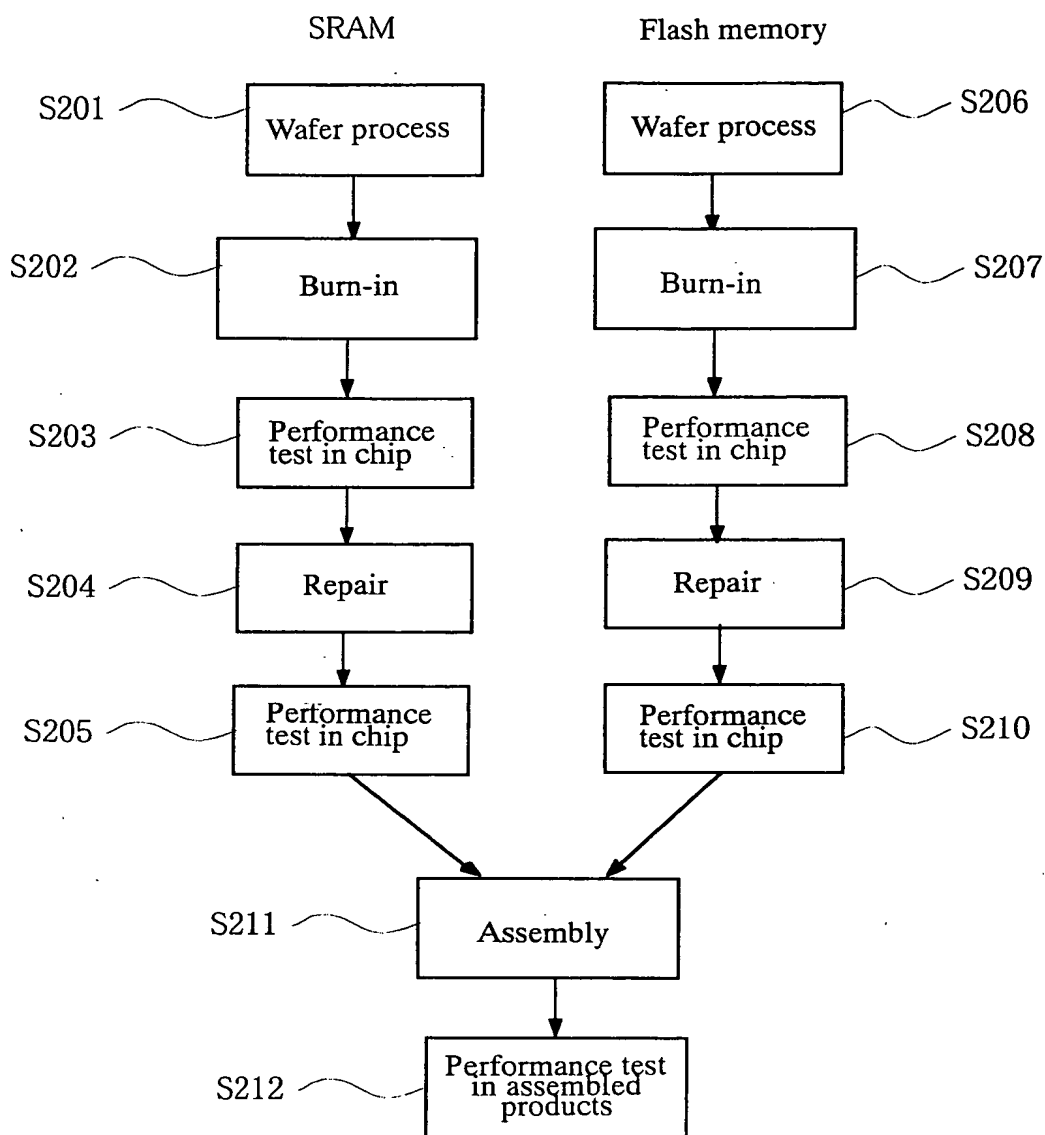 SRAM
Flash memory
S201
Wafer process
Wafer process
S206
S202
Burn-in
Burn-in
S207
S203
Performance
test in chip
Performance
test in chip
S208
S204
Repair
Repair
S209
S205
Performance
test in chip
Performance
test in chip
S210
S211
Assembly
S212
Performance test
in assembled
products